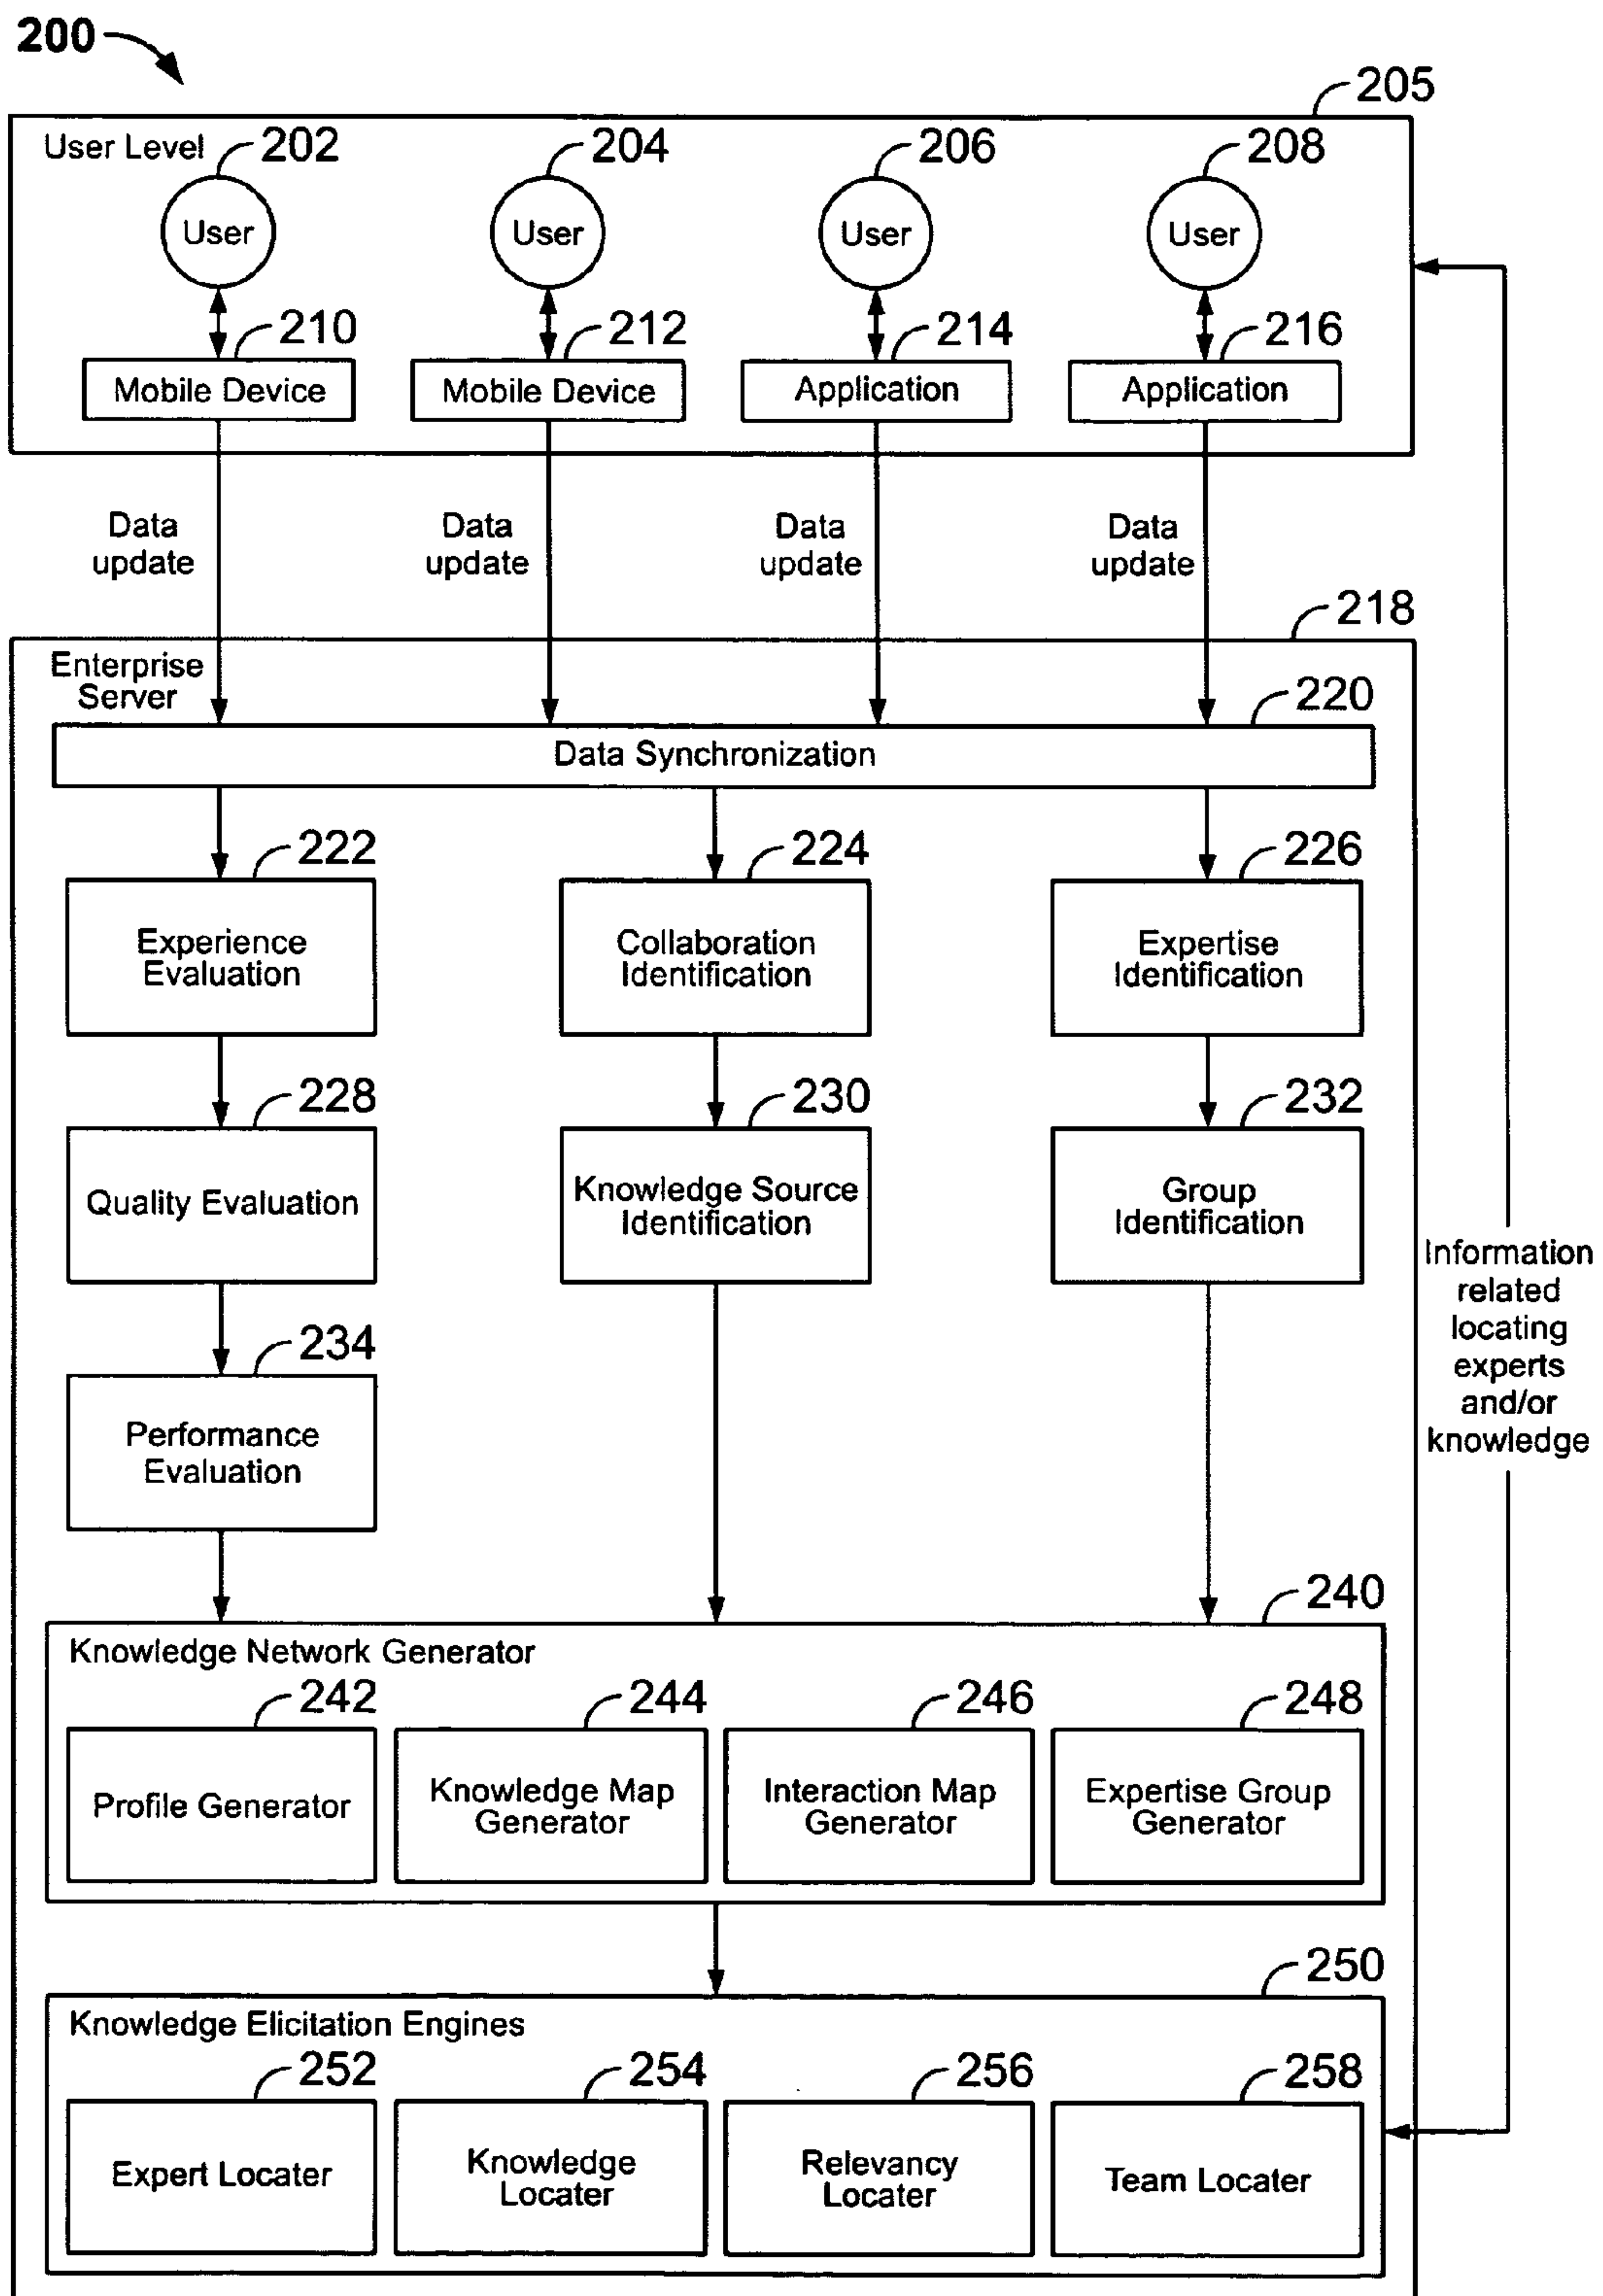 200
205
User Level
202
204
206
208
User
User
User
User
210
212
214
216
Mobile Device
Mobile Device
Application
Application
Data
update
Data
update
Data
update
Data
update
218
Enterprise
Server
220
Data Synchronization
222
224
226
Experience
Evaluation
Collaboration
Identification
Expertise
Identification
228
230
232
Quality Evaluation
Knowledge Source
Identification
Group
Identification
Information
related
locating
experts
and/or
knowledge
234
Performance
Evaluation
240
Knowledge Network Generator
242
244
246
248
Profile Generator
Knowledge Map
Generator
Interaction Map
Generator
Expertise Group
Generator
250
Knowledge Elicitation Engines
252
254
256
258
Expert Locater
Knowledge
Locater
Relevancy
Locater
Team Locater